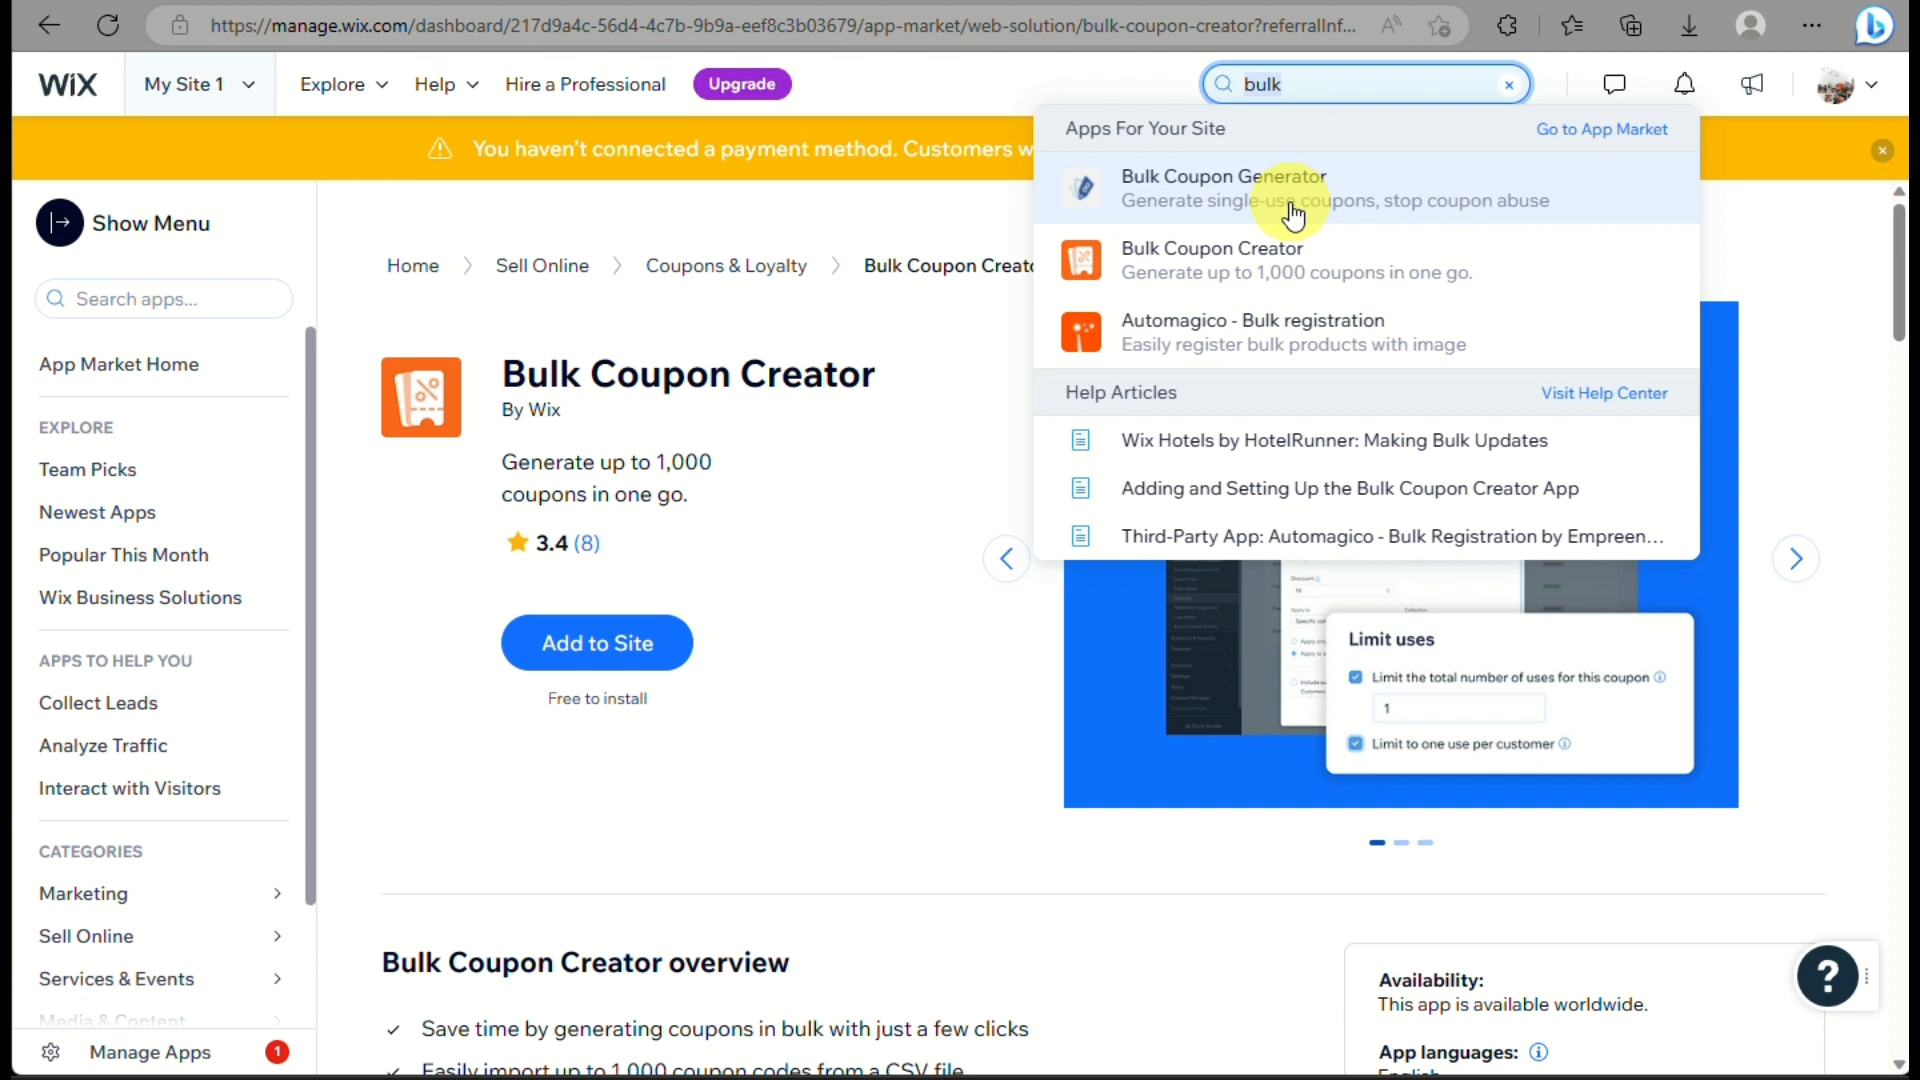 https://manage.wix.com/dashboard/217d9a4c-56d4-4c7b-9b9a-eef8c3b03679/app-market/web-solution/bulk-coupon-creator?referralInf...
WiX
My Site 1
Explore
Help
Hire a Professional
Upgrade
bulk
You haven't connected a payment method. Customers w
Apps For Your Site
Go to App Market
Bulk Coupon Generator
Generate single-use coupons, stop coupon abuse
Bulk Coupon Creator
Generate up to 1,000 coupons in one go.
Automagico - Bulk registration
Easily register bulk products with image
Help Articles
Visit Help Center
Wix Hotels by HotelRunner: Making Bulk Updates
Adding and Setting Up the Bulk Coupon Creator App
Third-Party App: Automagico - Bulk Registration by Empreen...
Show Menu
Search apps...
App Market Home
EXPLORE
Team Picks
Newest Apps
Popular This Month
Wix Business Solutions
APPS TO HELP YOU
Collect Leads
Analyze Traffic
Interact with Visitors
CATEGORIES
Marketing
Sell Online
Services & Events
Media & Content
Manage Apps
1
Home
Sell Online
Coupons & Loyalty
Bulk Coupon Creato
Bulk Coupon Creator
By Wix
Generate up to 1,000
coupons in one go.
3.4 (8)
Add to Site
Free to install
Discount
10
%
Limit uses
Limit the total number of uses for this coupon
1
Limit to one use per customer
Bulk Coupon Creator overview
Save time by generating coupons in bulk with just a few clicks
Easily import up to 1,000 coupon codes from a CSV file
Availability:
This app is available worldwide.
App languages:
English
?